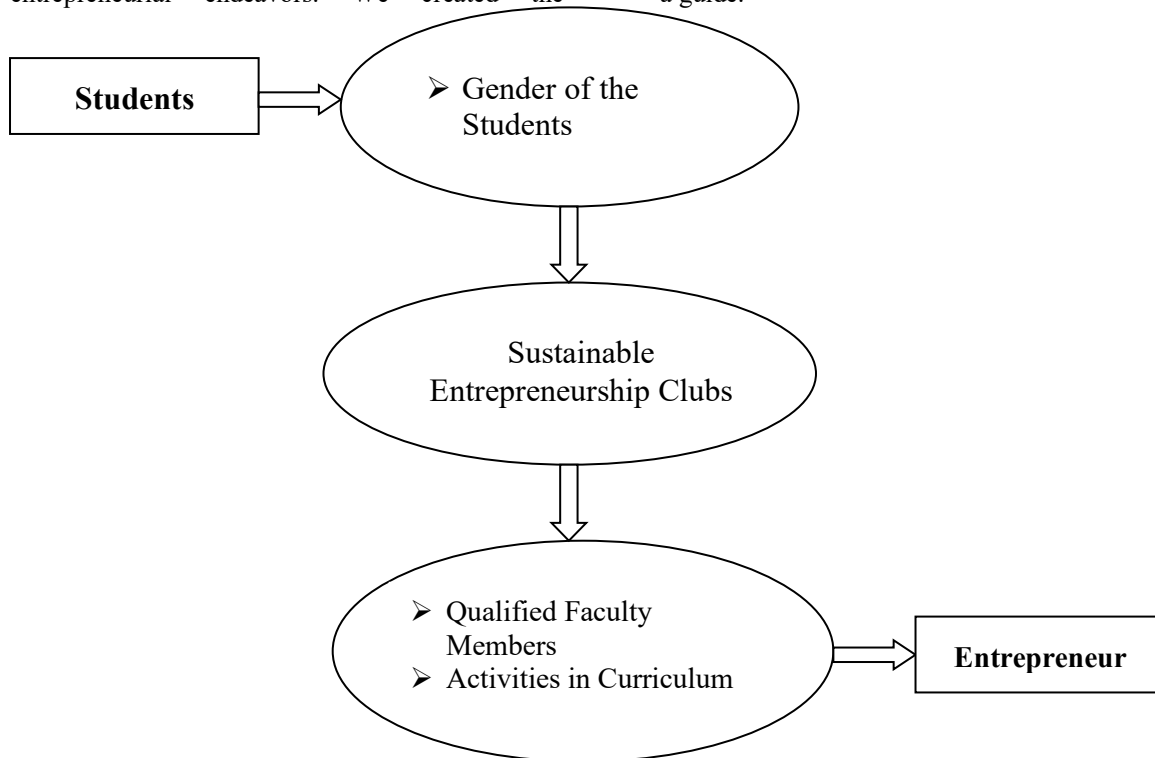 entrepreneurial endeavors. We created the a guide.
Students
➢ Gender of the
Students
Sustainable
Entrepreneurship Clubs
➢ Qualified Faculty
Members
➢ Activities in Curriculum
Entrepreneur